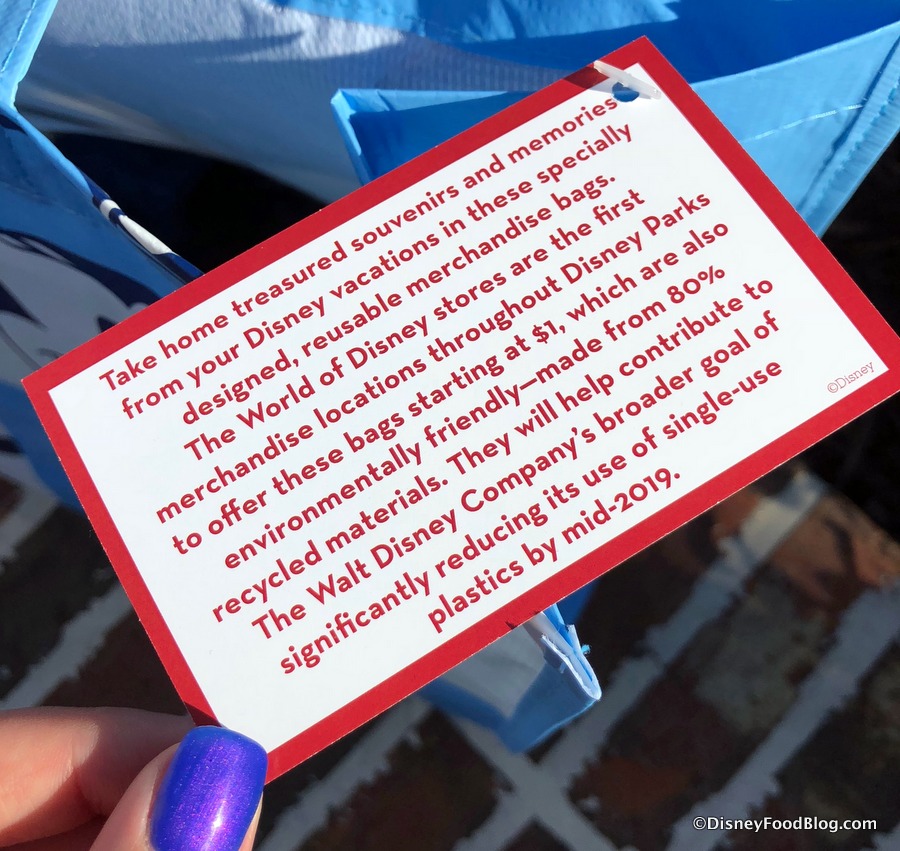 Take home treasured souvenirs and memories
from your Disney vacations in these specially
designed, reusable merchandise bags.
The World of Disney stores are the first
merchandise locations throughout Disney Parks
to offer these bags starting at $1, which are also
environmentally friendly—made from 80%
recycled materials. They will help contribute to
The Walt Disney Company's broader goal of
significantly reducing its use of single-use
plastics by mid-2019.
©Disney
©DisneyFoodBlog.com